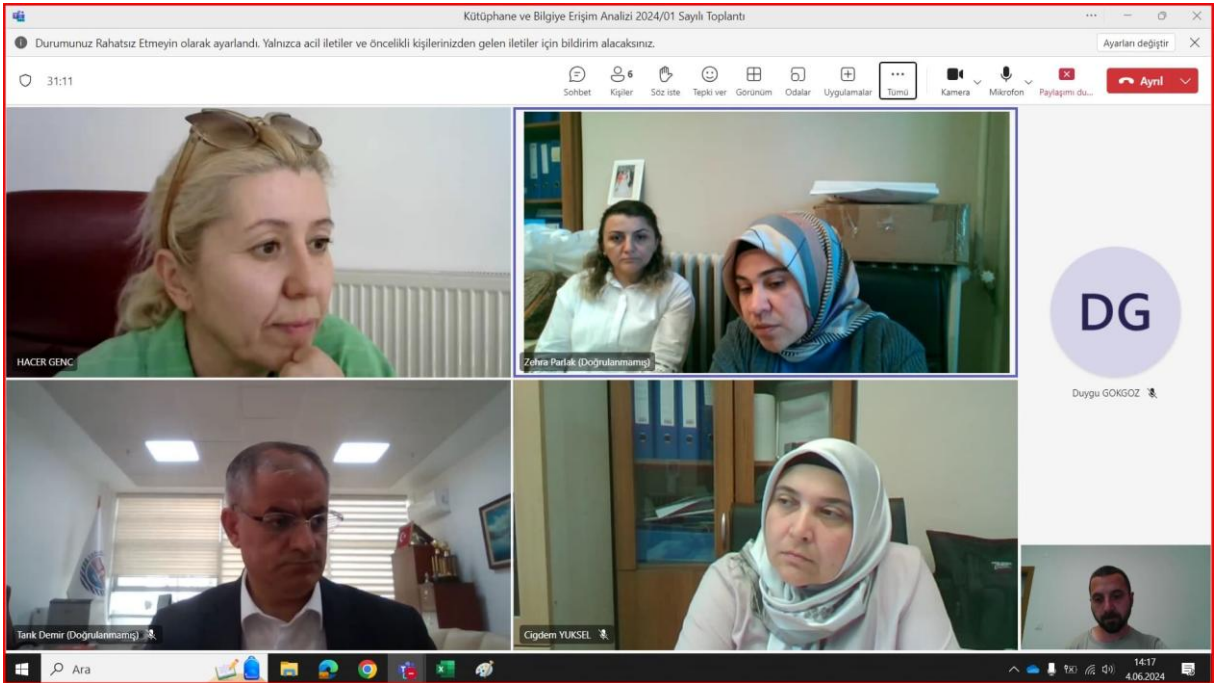 Kütüphane ve Bilgiye Erişim Analizi 2024/01 Sayılı Toplantı
Durumunuz Rahatsız Etmeyin olarak ayarlandı. Yalnızca acil iletiler ve öncelikli kişilerinizden gelen iletiler için bildirim alacaksınız.
Ayarları değiştir
31:11
Sohbet
Kişiler
6
Söz iste
Tepki ver
Görünüm
Odalar
Uygulamalar
Tümü
Kamera
Mikrofon
Paylaşımı du...
Ayrıl
HACER GENC
Zehra Parlak (Doğrulanmamış)
DG
Duygu GOKGOZ
Tarık Demir (Doğrulanmamış)
Cigdem YUKSEL
Ara
14:17
4.06.2024